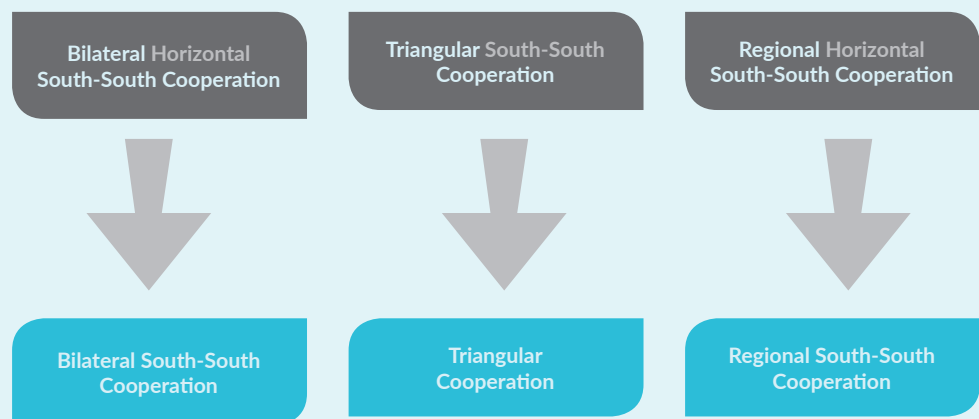 Bilateral Horizontal
South-South Cooperation
Triangular South-South
Cooperation
Regional Horizontal
South-South Cooperation
Bilateral South-South
Cooperation
Triangular
Cooperation
Regional South-South
Cooperation